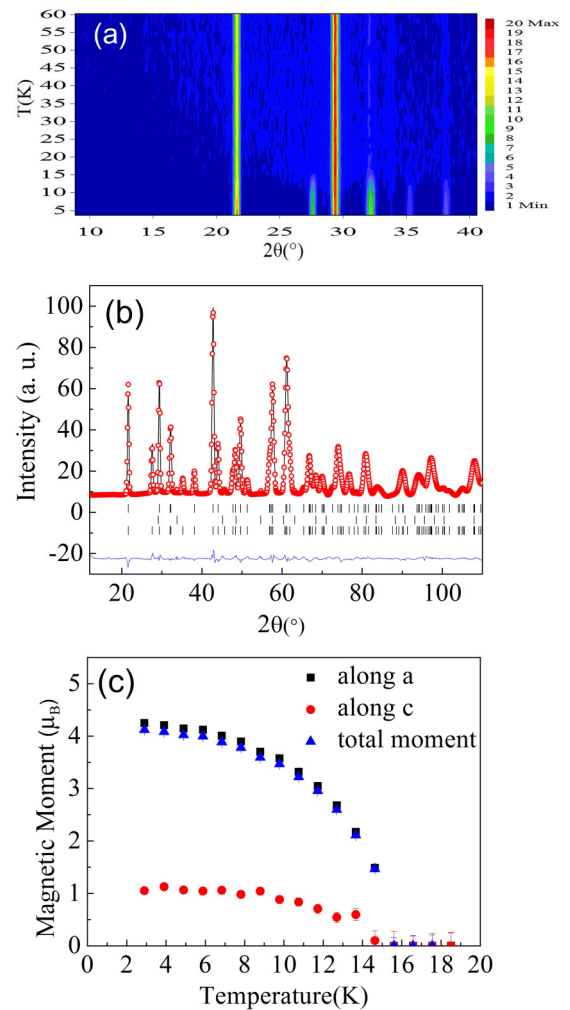 (a)
T(K)
60
55
50
45
40
35
30
25
20
15
10
5
10 15 20 25 30 35 40
2θ(°)
20 Max
19
18
17
16
15
14
13
12
11
10
9
8
7
6
5
4
3
2
1 Min
(b)
Intensity (a. u.)
100
80
60
40
20
0
-20
20 40 60 80 100
2θ(°)
(c)
along a
along c
total moment
Magnetic Moment (μB)
5
4
3
2
1
0
0 2 4 6 8 10 12 14 16 18 20
Temperature(K)